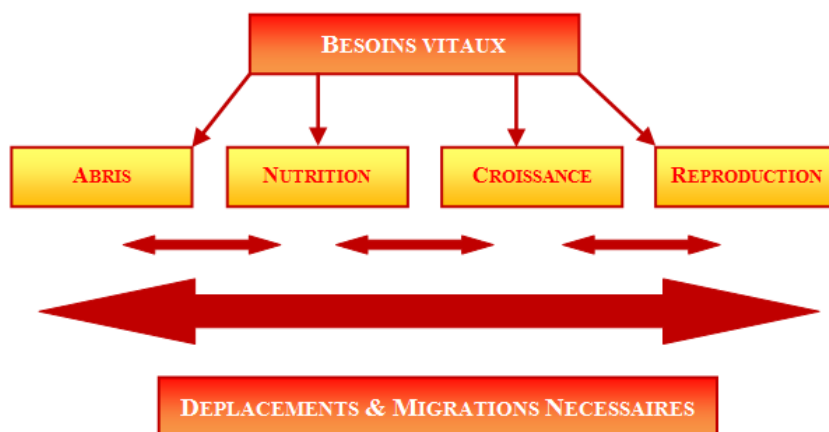 BESOINS VITAUX
ABRIS
NUTRITION
CROISSANCE
REPRODUCTION
DEPLACEMENTS & MIGRATIONS NECESSAIRES